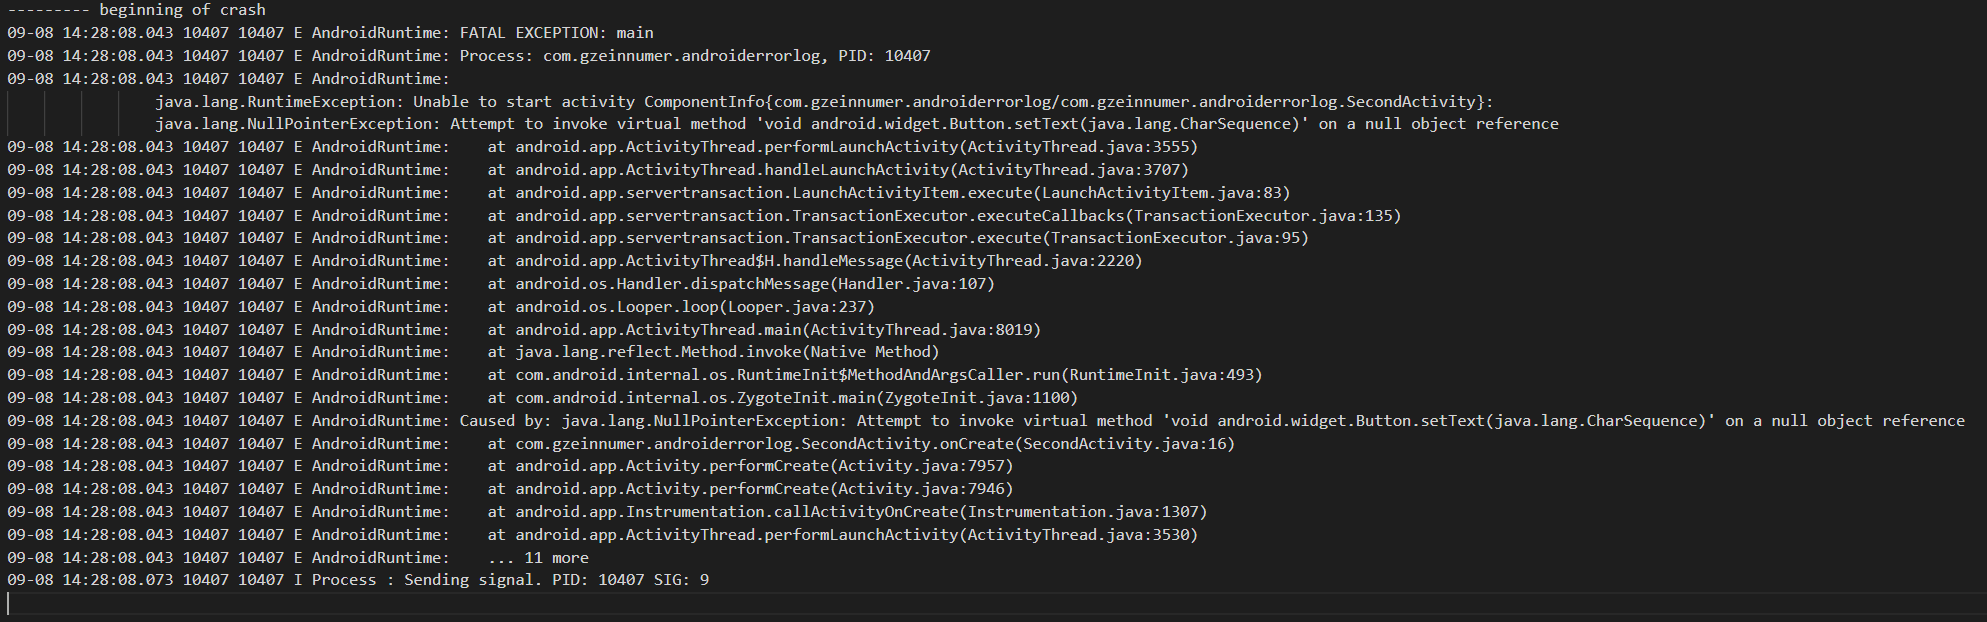 --------- beginning of crash
09-08 14:28:08.043 10407 10407 E AndroidRuntime: FATAL EXCEPTION: main
09-08 14:28:08.043 10407 10407 E AndroidRuntime: Process: com.gzeinnumer.androiderrorlog, PID: 10407
09-08 14:28:08.043 10407 10407 E AndroidRuntime:
java.lang.RuntimeException: Unable to start activity ComponentInfo{com.gzeinnumer.androiderrorlog/com.gzeinnumer.androiderrorlog.SecondActivity}:
java.lang.NullPointerException: Attempt to invoke virtual method 'void android.widget.Button.setText(java.lang.CharSequence)' on a null object reference
09-08 14:28:08.043 10407 10407 E AndroidRuntime:    at android.app.ActivityThread.performLaunchActivity(ActivityThread.java:3555)
09-08 14:28:08.043 10407 10407 E AndroidRuntime:    at android.app.ActivityThread.handleLaunchActivity(ActivityThread.java:3707)
09-08 14:28:08.043 10407 10407 E AndroidRuntime:    at android.app.servertransaction.LaunchActivityItem.execute(LaunchActivityItem.java:83)
09-08 14:28:08.043 10407 10407 E AndroidRuntime:    at android.app.servertransaction.TransactionExecutor.executeCallbacks(TransactionExecutor.java:135)
09-08 14:28:08.043 10407 10407 E AndroidRuntime:    at android.app.servertransaction.TransactionExecutor.execute(TransactionExecutor.java:95)
09-08 14:28:08.043 10407 10407 E AndroidRuntime:    at android.app.ActivityThread$H.handleMessage(ActivityThread.java:2220)
09-08 14:28:08.043 10407 10407 E AndroidRuntime:    at android.os.Handler.dispatchMessage(Handler.java:107)
09-08 14:28:08.043 10407 10407 E AndroidRuntime:    at android.os.Looper.loop(Looper.java:237)
09-08 14:28:08.043 10407 10407 E AndroidRuntime:    at android.app.ActivityThread.main(ActivityThread.java:8019)
09-08 14:28:08.043 10407 10407 E AndroidRuntime:    at java.lang.reflect.Method.invoke(Native Method)
09-08 14:28:08.043 10407 10407 E AndroidRuntime:    at com.android.internal.os.RuntimeInit$MethodAndArgsCaller.run(RuntimeInit.java:493)
09-08 14:28:08.043 10407 10407 E AndroidRuntime:    at com.android.internal.os.ZygoteInit.main(ZygoteInit.java:1100)
09-08 14:28:08.043 10407 10407 E AndroidRuntime: Caused by: java.lang.NullPointerException: Attempt to invoke virtual method 'void android.widget.Button.setText(java.lang.CharSequence)' on a null object reference
09-08 14:28:08.043 10407 10407 E AndroidRuntime:    at com.gzeinnumer.androiderrorlog.SecondActivity.onCreate(SecondActivity.java:16)
09-08 14:28:08.043 10407 10407 E AndroidRuntime:    at android.app.Activity.performCreate(Activity.java:7957)
09-08 14:28:08.043 10407 10407 E AndroidRuntime:    at android.app.Activity.performCreate(Activity.java:7946)
09-08 14:28:08.043 10407 10407 E AndroidRuntime:    at android.app.Instrumentation.callActivityOnCreate(Instrumentation.java:1307)
09-08 14:28:08.043 10407 10407 E AndroidRuntime:    at android.app.ActivityThread.performLaunchActivity(ActivityThread.java:3530)
09-08 14:28:08.043 10407 10407 E AndroidRuntime:    ... 11 more
09-08 14:28:08.073 10407 10407 I Process : Sending signal. PID: 10407 SIG: 9